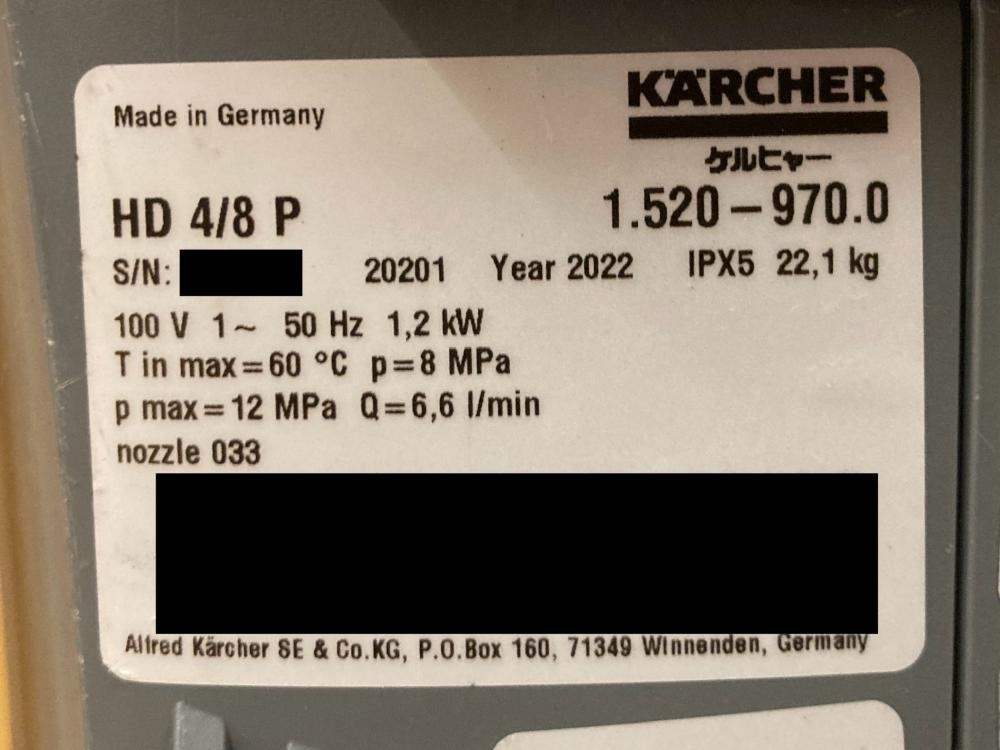 KÄRCHER
Made in Germany
ケルヒャー
HD 4/8 P 1.520–970.0
S/N: 20201 Year 2022 IPX5 22,1 kg
100 V 1~ 50 Hz 1,2 kW
T in max=60 °C p=8 MPa
p max=12 MPa Q=6,6 l/min
nozzle 033
Alfred Kärcher SE & Co.KG, P.O.Box 160, 71349 Winnenden, Germany